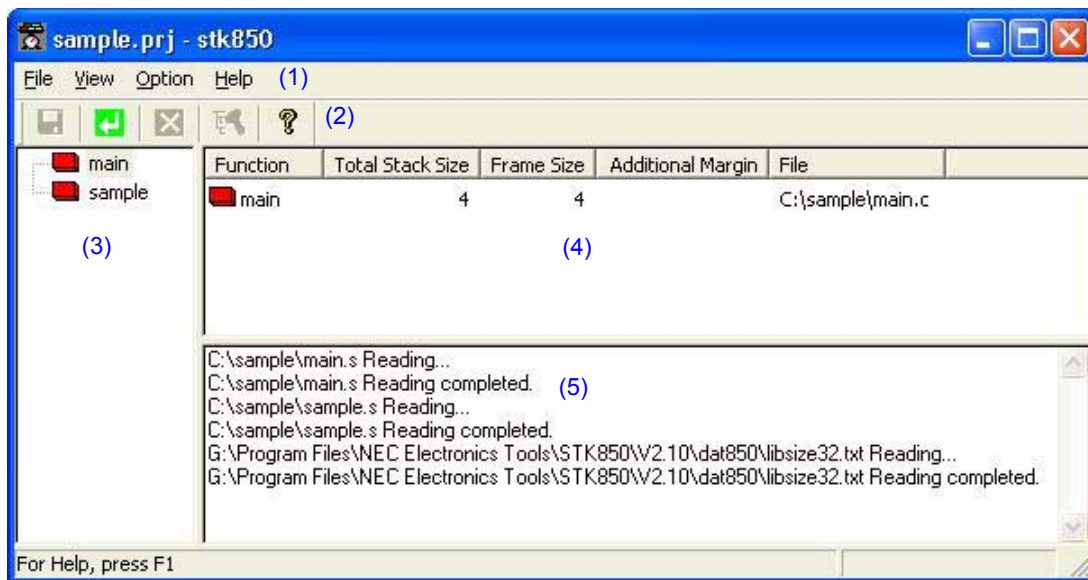 sample.prj - stk850
File View Option Help (1)
(2)
main
sample
(3)
Function Total Stack Size Frame Size Additional Margin File
main 4 4 C:\sample\main.c
(4)
C:\sample\main.s Reading...
C:\sample\main.s Reading completed.
(5)
C:\sample\sample.s Reading...
C:\sample\sample.s Reading completed.
G:\Program Files\NEC Electronics Tools\STK850\V2.10\dat850\libsize32.txt Reading...
G:\Program Files\NEC Electronics Tools\STK850\V2.10\dat850\libsize32.txt Reading completed.
For Help, press F1